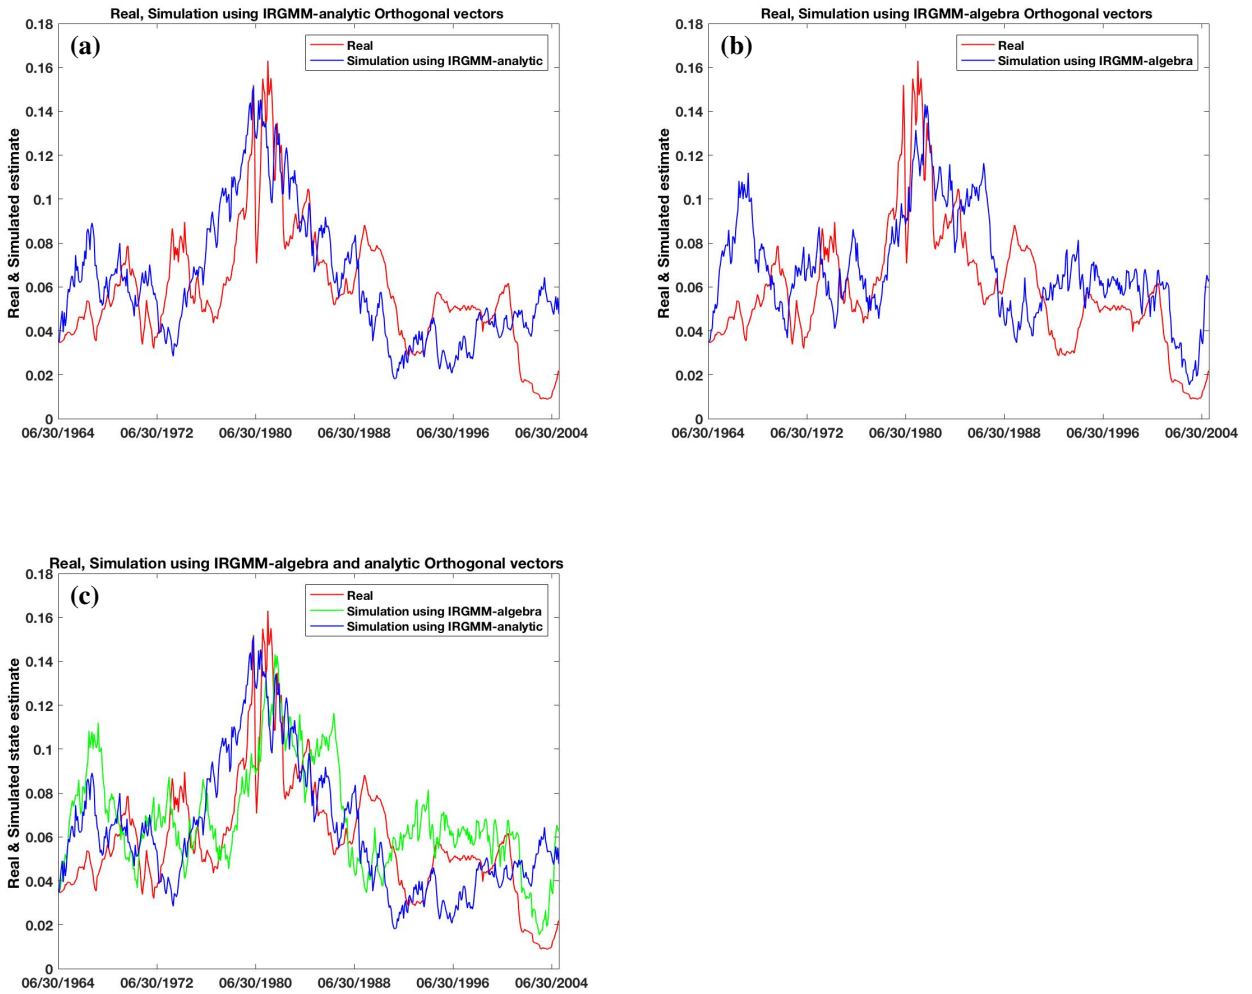 Real, Simulation using IRGMM-analytic Orthogonal vectors
(a)
Real
Simulation using IRGMM-analytic
Real & Simulated estimate
0.18
0.16
0.14
0.12
0.1
0.08
0.06
0.04
0.02
0
06/30/1964 06/30/1972 06/30/1980 06/30/1988 06/30/1996 06/30/2004
Real, Simulation using IRGMM-algebra Orthogonal vectors
(b)
Real
Simulation using IRGMM-algebra
Real & Simulated estimate
0.18
0.16
0.14
0.12
0.1
0.08
0.06
0.04
0.02
0
06/30/1964 06/30/1972 06/30/1980 06/30/1988 06/30/1996 06/30/2004
Real, Simulation using IRGMM-algebra and analytic Orthogonal vectors
(c)
Real
Simulation using IRGMM-algebra
Simulation using IRGMM-analytic
Real & Simulated state estimate
0.18
0.16
0.14
0.12
0.1
0.08
0.06
0.04
0.02
0
06/30/1964 06/30/1972 06/30/1980 06/30/1988 06/30/1996 06/30/2004